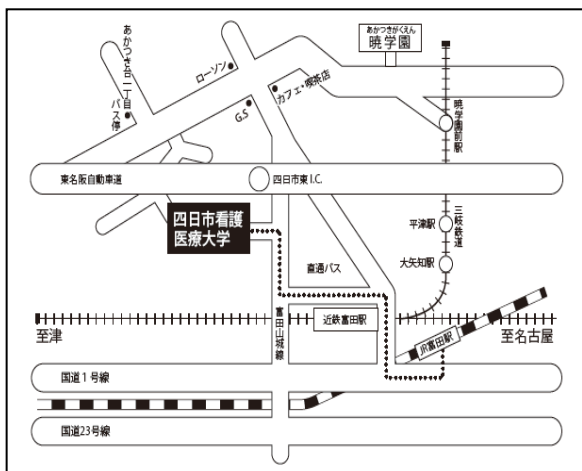 あかつきがくえん
暁学園
あかつき台一丁目
バス停
ローソン
カフェ・喫茶店
G.S
暁学園前駅
東名阪自動車道
四日市東I.C.
四日市看護
医療大学
平津駅
三岐鉄道
大矢知駅
直通バス
富田山城線
近鉄富田駅
JR富田駅
至津
至名古屋
国道1号線
国道23号線